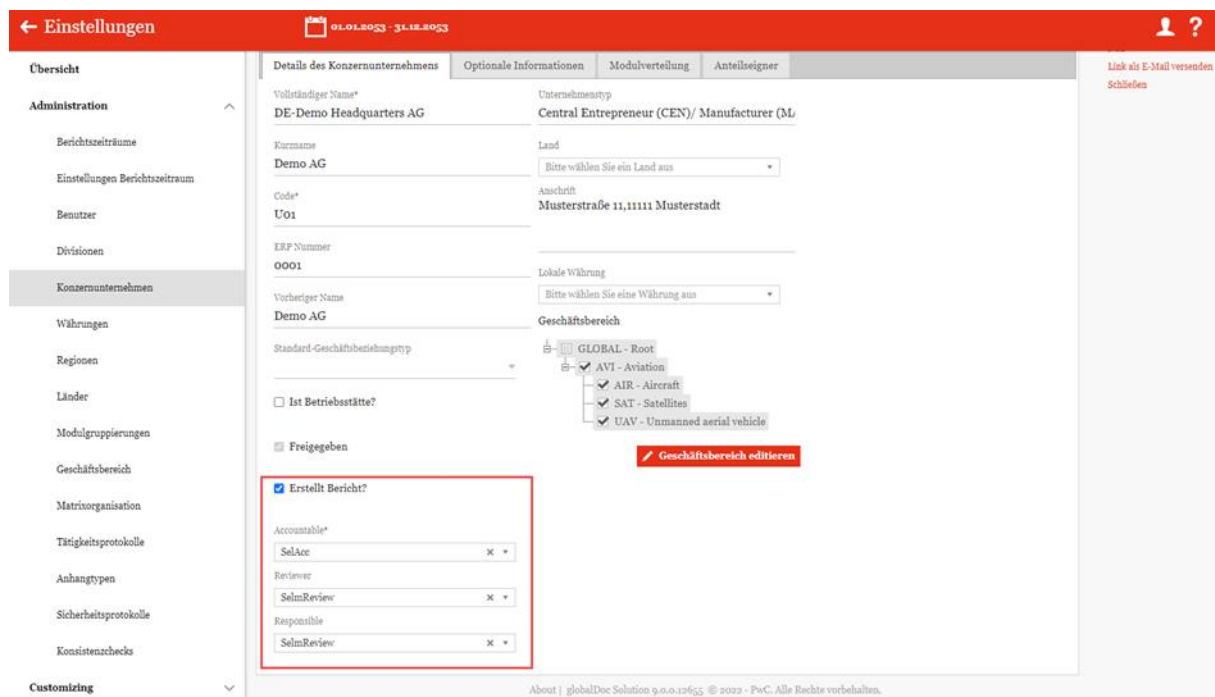 ← Einstellungen
01.01.2053 - 31.12.2053
?
Übersicht
Administration
Berichtszeiträume
Einstellungen Berichtszeitraum
Benutzer
Divisionen
Konzernunternehmen
Währungen
Regionen
Länder
Modulgruppierungen
Geschäftsbereich
Matrixorganisation
Tätigkeitsprotokolle
Anhangtypen
Sicherheitsprotokolle
Konsistenzchecks
Customizing
Details des Konzernunternehmens
Optionale Informationen
Modulverteilung
Anteilseigner
Vollständiger Name*
DE-Demo Headquarters AG
Kurzname
Demo AG
Code*
U01
ERP Nummer
0001
Vorheriger Name
Demo AG
Standard-Geschäftsbeziehungstyp
Ist Betriebsstätte?
Freigegeben
Erstellt Bericht?
Accountable*
SelAcc
Reviewer
SelmReview
Responsible
SelmReview
Unternehmenstyp
Central Entrepreneur (CEN)/ Manufacturer (MA
Land
Bitte wählen Sie ein Land aus
Anschrift
Musterstraße 11,11111 Musterstadt
Lokale Währung
Bitte wählen Sie eine Währung aus
Geschäftsbereich
GLOBAL - Root
AVI - Aviation
AIR - Aircraft
SAT - Satellites
UAV - Unmanned aerial vehicle
Geschäftsbereich editieren
Link als E-Mail versenden
Schließen
About | globalDoc Solution 9.0.0.12655 © 2022 - PwC. Alle Rechte vorbehalten.